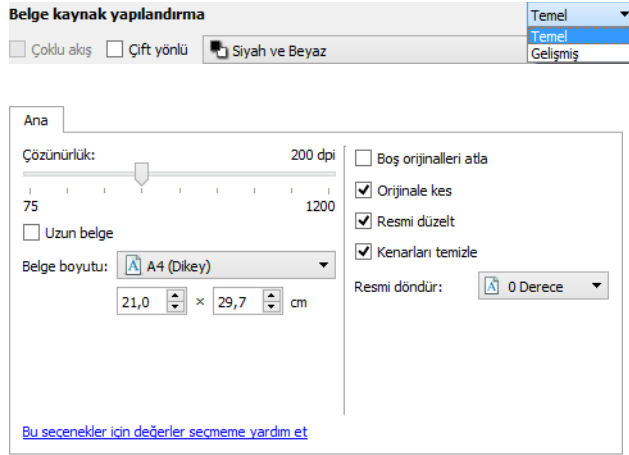 Belge kaynak yapılandırma
Temel
Temel
Gelişmiş
Çoklu akış
Çift yönlü
Siyah ve Beyaz
Ana
Çözünürlük:
200 dpi
75
1200
Uzun belge
Belge boyutu:
A4 (Dikey)
21,0 × 29,7 cm
Boş orijinalleri atla
Orijinale kes
Resmi düzelt
Kenarları temizle
Resmi döndür:
0 Derece
Bu seçenekler için değerler seçmeme yardım et